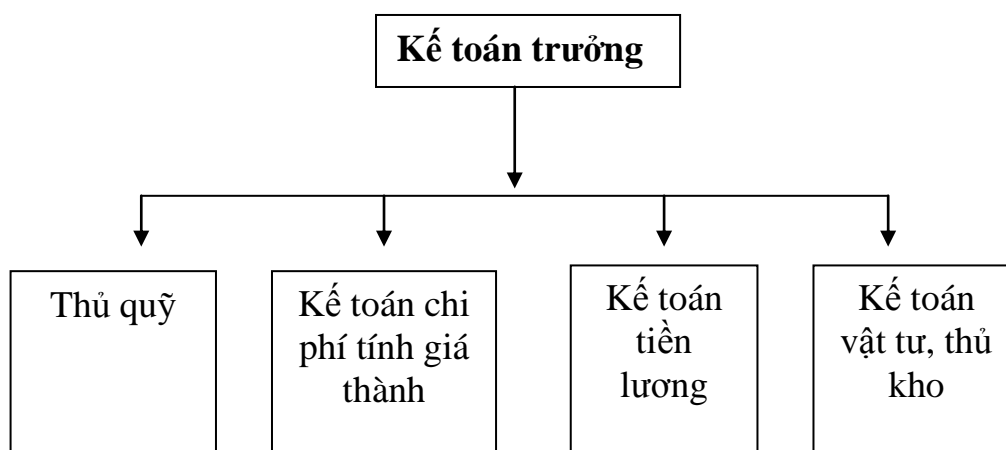 Kế toán trưởng
Thủ quỹ
Kế toán chi
phí tính giá
thành
Kế toán
tiền
lương
Kế toán
vật tư, thủ
kho